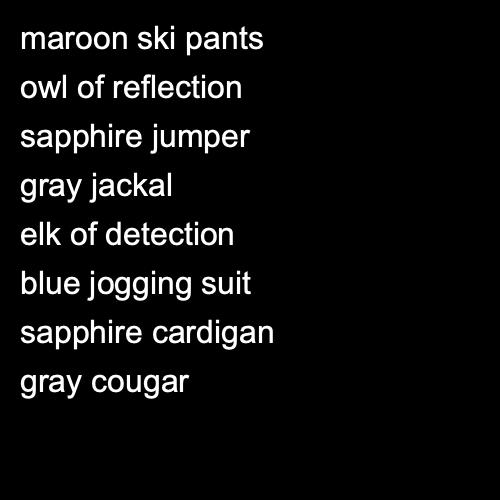 maroon ski pants
owl of reflection
sapphire jumper
gray jackal
elk of detection
blue jogging suit
sapphire cardigan
gray cougar